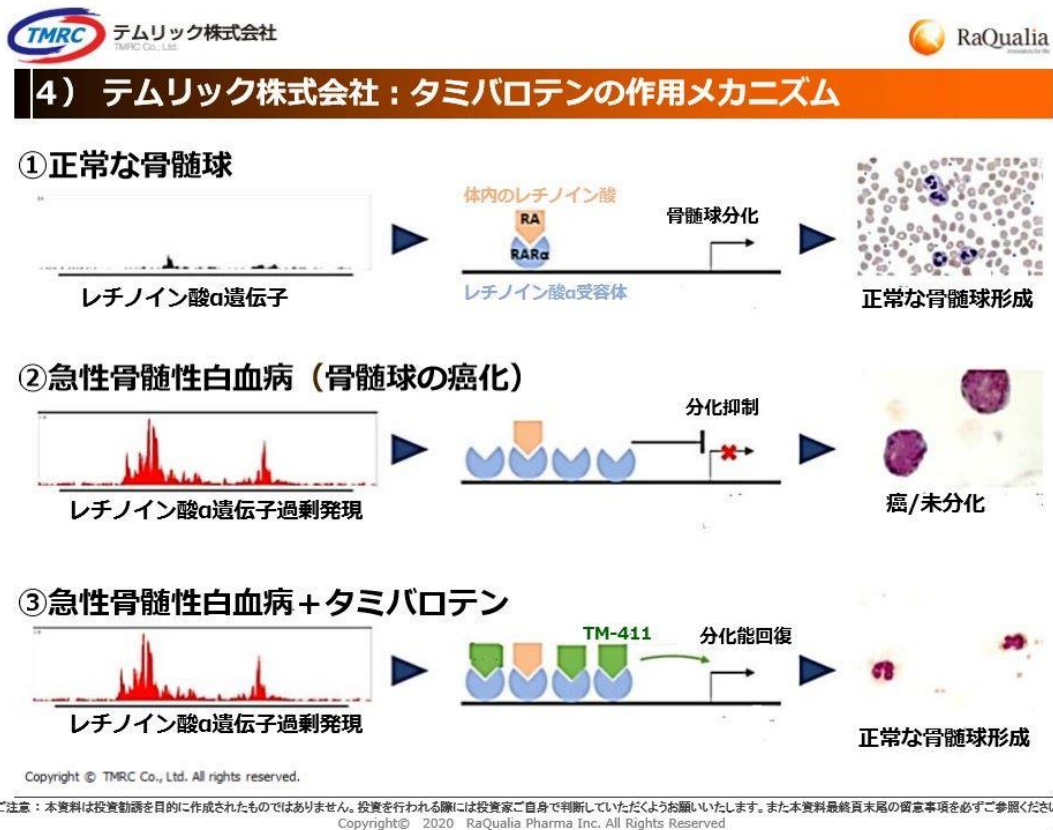 TMRC
テムリック株式会社
TMRC Co., Ltd.
RaQualia
4） テムリック株式会社：タミバロテンの作用メカニズム
①正常な骨髄球
体内のレチノイン酸
RA
RARα
骨髄球分化
レチノイン酸α遺伝子
レチノイン酸α受容体
正常な骨髄球形成
②急性骨髄性白血病（骨髄球の癌化）
分化抑制
レチノイン酸α遺伝子過剰発現
癌/未分化
③急性骨髄性白血病＋タミバロテン
TM-411
分化能回復
レチノイン酸α遺伝子過剰発現
正常な骨髄球形成
Copyright © TMRC Co., Ltd. All rights reserved.
ご注意：本資料は投資勧誘を目的に作成されたものではありません。投資を行われる際には投資家ご自身で判断していただくようお願いいたします。また本資料最終頁末尾の留意事項を必ずご参照ください
Copyright© 2020 RaQualia Pharma Inc. All Rights Reserved